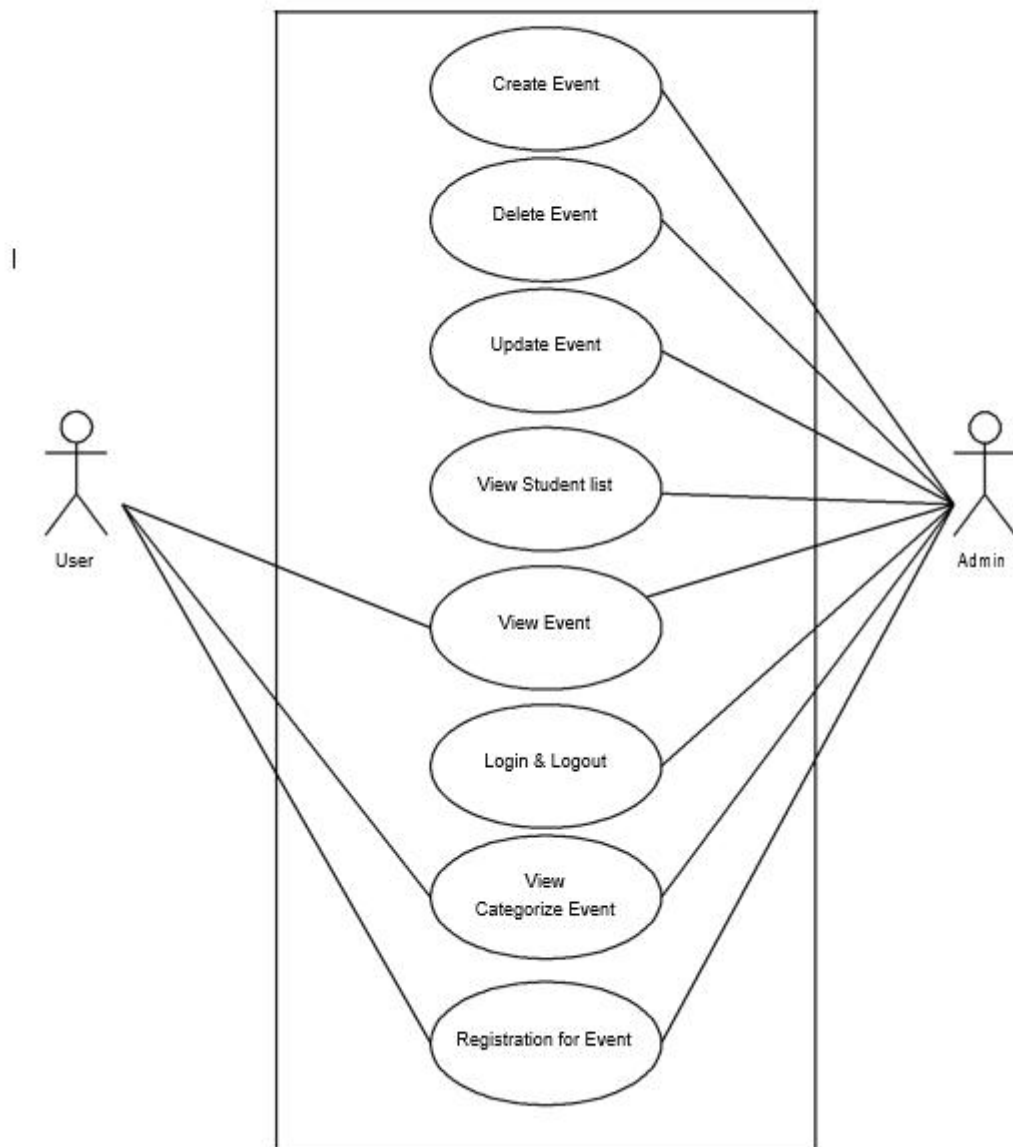 Create Event
Delete Event
Update Event
View Student list
User
Admin
View Event
Login & Logout
View
Categorize Event
Registration for Event